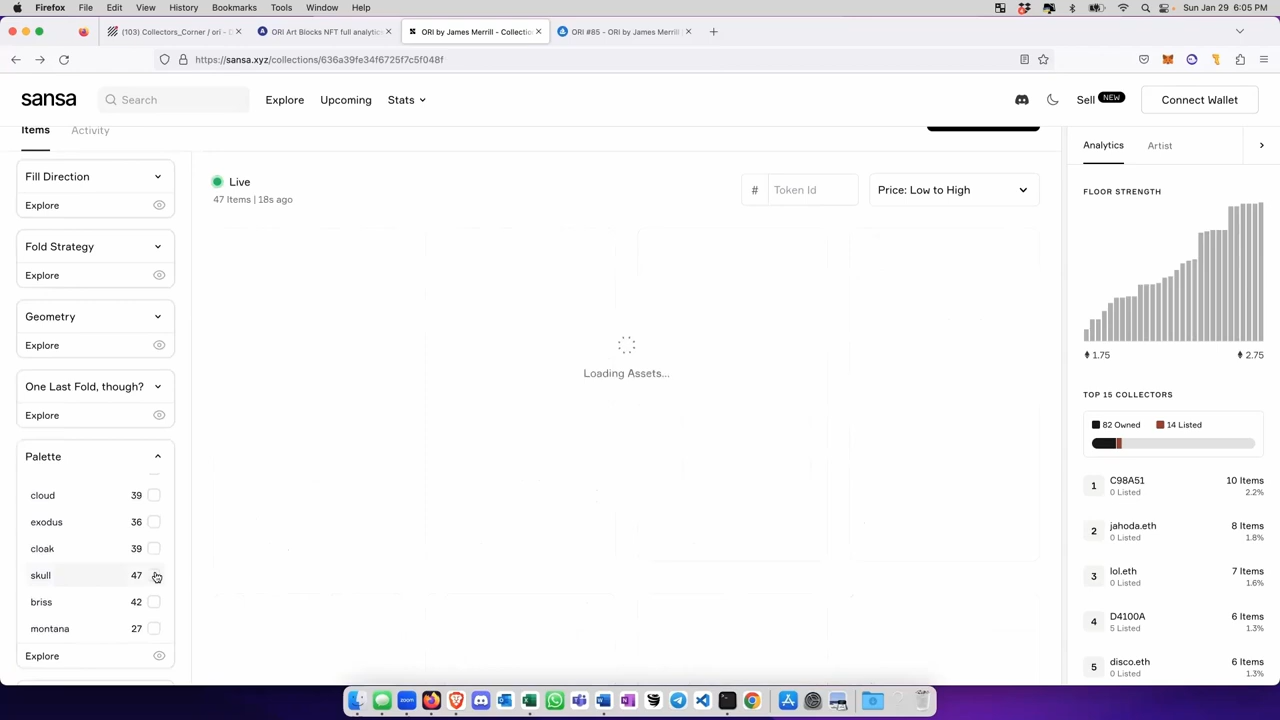 Firefox File Edit View History Bookmarks Tools Window Help Sun Jan 29 6:05 PM
(103) Collectors_Corner / ori - D
ORI Art Blocks NFT full analytics
ORI by James Merrill - Collection
ORI #85 - ORI by James Merrill
https://sansa.xyz/collections/636a39fe34f6725f7c5f048f
sansa Search Explore Upcoming Stats Sell NEW Connect Wallet
Items Activity
Fill Direction
Explore
Fold Strategy
Explore
Geometry
Explore
One Last Fold, though?
Explore
Palette
cloud 39
exodus 36
cloak 39
skull 47
briss 42
montana 27
Explore
Live
47 Items | 18s ago
# Token Id
Price: Low to High
Loading Assets...
Analytics Artist
FLOOR STRENGTH
1.75 2.75
TOP 15 COLLECTORS
82 Owned 14 Listed
1 C98A51 10 Items
0 Listed 2.2%
2 jahoda.eth 8 Items
0 Listed 1.8%
3 lol.eth 7 Items
0 Listed 1.6%
4 D4100A 6 Items
5 Listed 1.3%
5 disco.eth 6 Items
0 Listed 1.3%
zoom